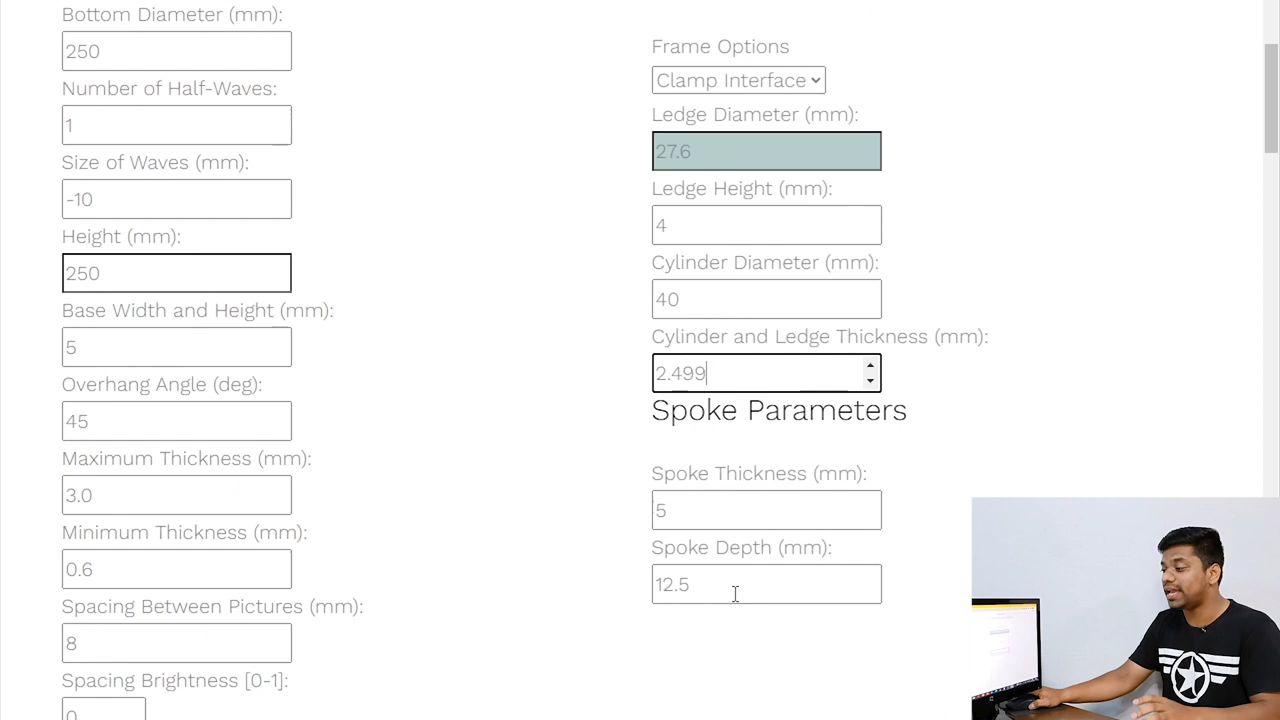 Bottom Diameter (mm):
250
Number of Half-Waves:
1
Size of Waves (mm):
-10
Height (mm):
250
Base Width and Height (mm):
5
Overhang Angle (deg):
45
Maximum Thickness (mm):
3.0
Minimum Thickness (mm):
0.6
Spacing Between Pictures (mm):
8
Spacing Brightness [0-1]:
0
Frame Options
Clamp Interface
Ledge Diameter (mm):
27.6
Ledge Height (mm):
4
Cylinder Diameter (mm):
40
Cylinder and Ledge Thickness (mm):
2.499
Spoke Parameters
Spoke Thickness (mm):
5
Spoke Depth (mm):
12.5